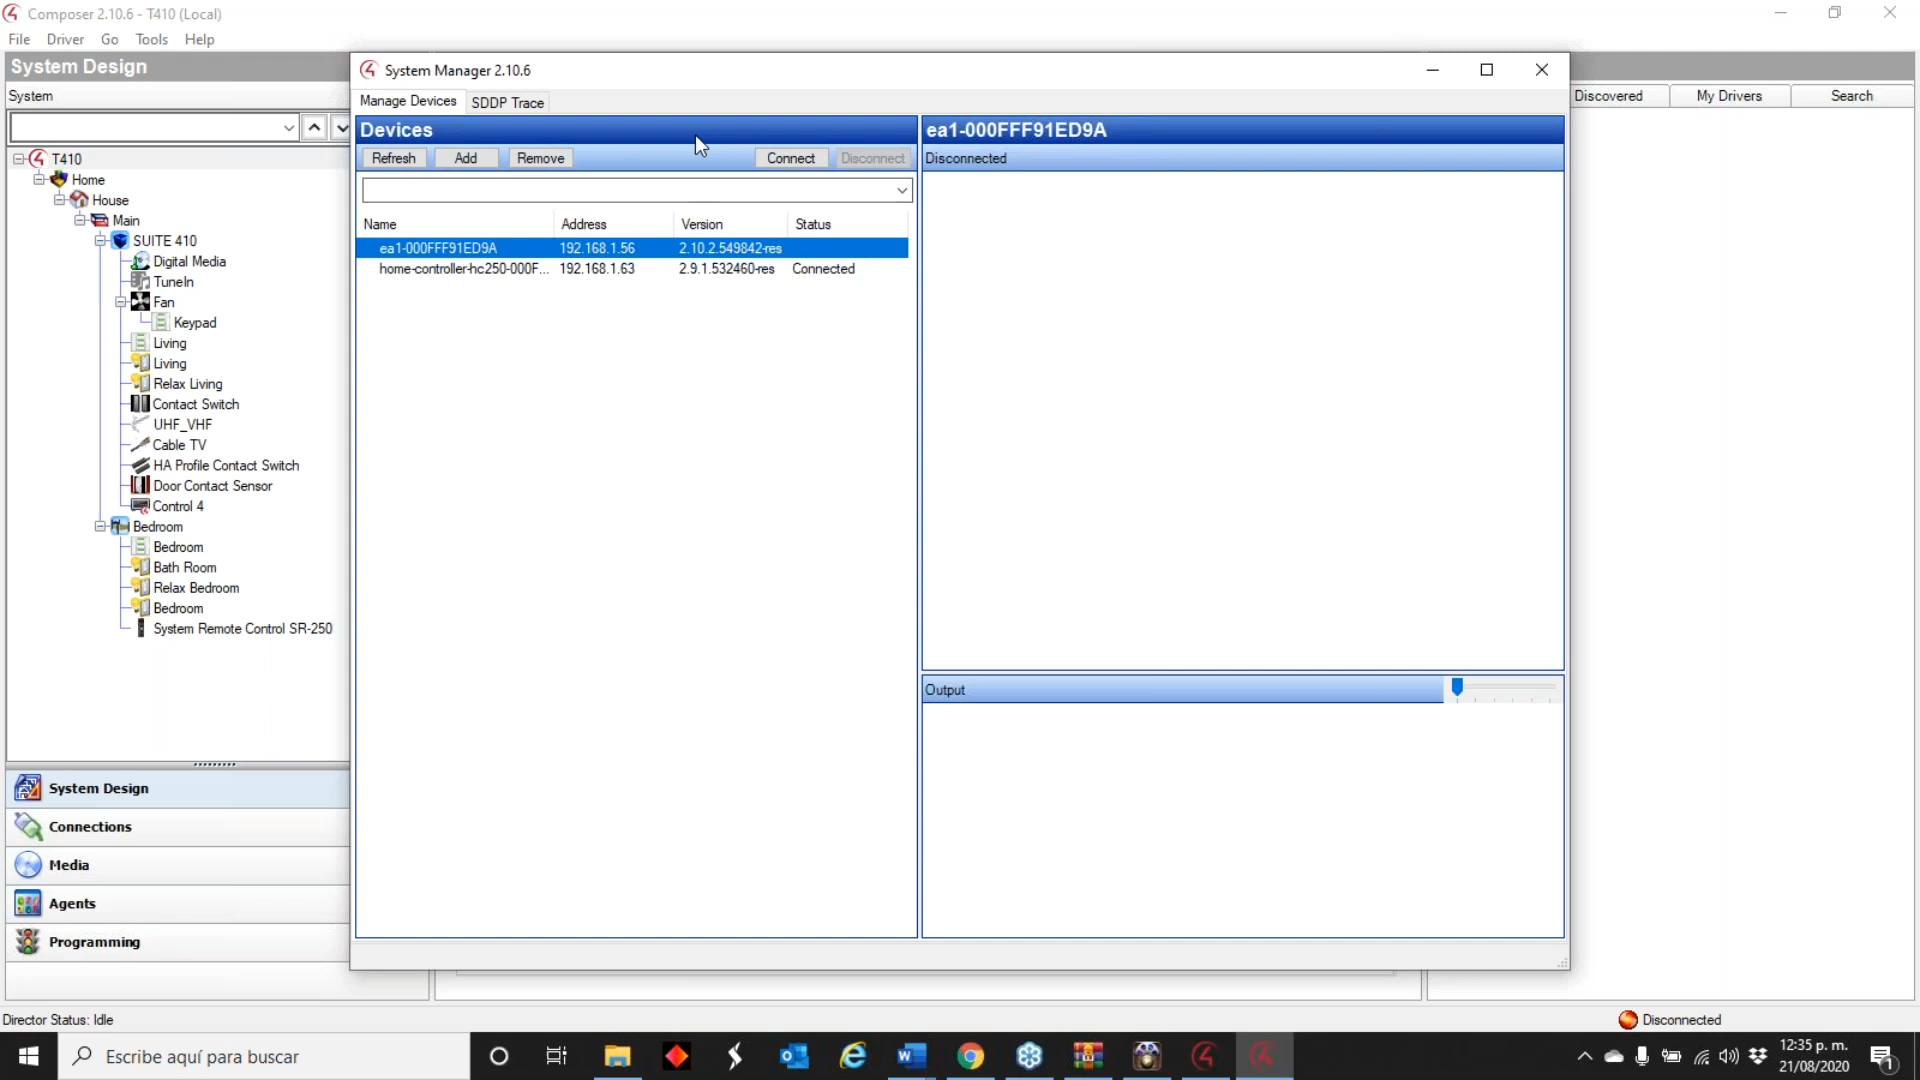 Composer 2.10.6 - T410 (Local)
File Driver Go Tools Help
System Design
System
T410
Home
House
Main
SUITE 410
Digital Media
TuneIn
Fan
Keypad
Living
Living
Relax Living
Contact Switch
UHF_VHF
Cable TV
HA Profile Contact Switch
Door Contact Sensor
Control 4
Bedroom
Bedroom
Bath Room
Relax Bedroom
Bedroom
System Remote Control SR-250
System Design
Connections
Media
Agents
Programming
System Manager 2.10.6
Manage Devices SDDP Trace
Devices
Refresh Add Remove Connect Disconnect
Name Address Version Status
ea1-000FFF91ED9A 192.168.1.56 2.10.2.549842-res
home-controller-hc250-000F... 192.168.1.63 2.9.1.532460-res Connected
ea1-000FFF91ED9A
Disconnected
Output
Discovered My Drivers Search
Director Status: Idle
Disconnected
Escribe aquí para buscar
12:35 p. m.
21/08/2020
1